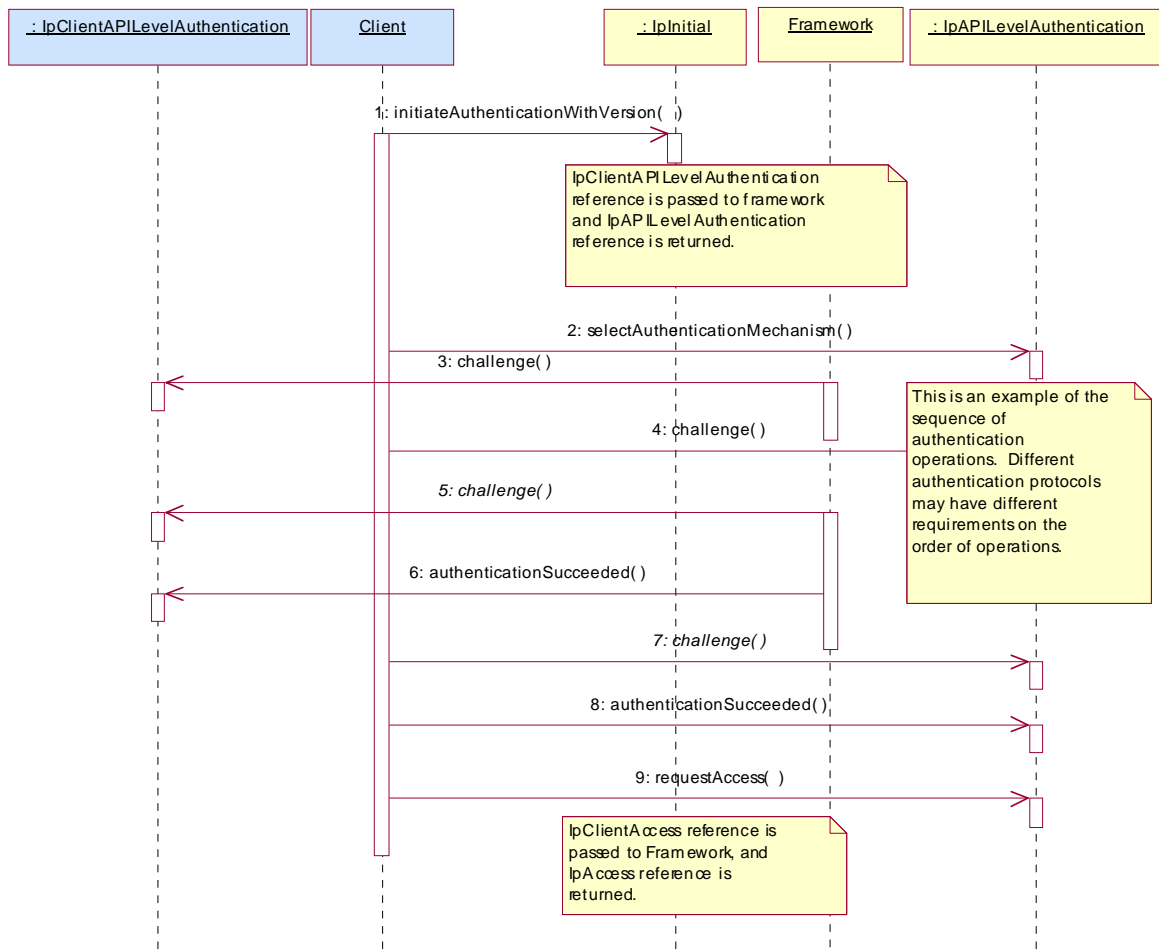 : IpClientAPILevelAuthentication
Client
: IpInitial
Framework
: IpAPILevelAuthentication
1: initiateAuthenticationWithVersion( )
IpClientAPILevelAuthentication
reference is passed to framework
and IpAPILevelAuthentication
reference is returned.
2: selectAuthenticationMechanism( )
3: challenge( )
This is an example of the
sequence of
authentication
operations. Different
authentication protocols
may have different
requirements on the
order of operations.
4: challenge( )
5: challenge( )
6: authenticationSucceeded( )
7: challenge( )
8: authenticationSucceeded( )
9: requestAccess( )
IpClientAccess reference is
passed to Framework, and
IpAccess reference is
returned.